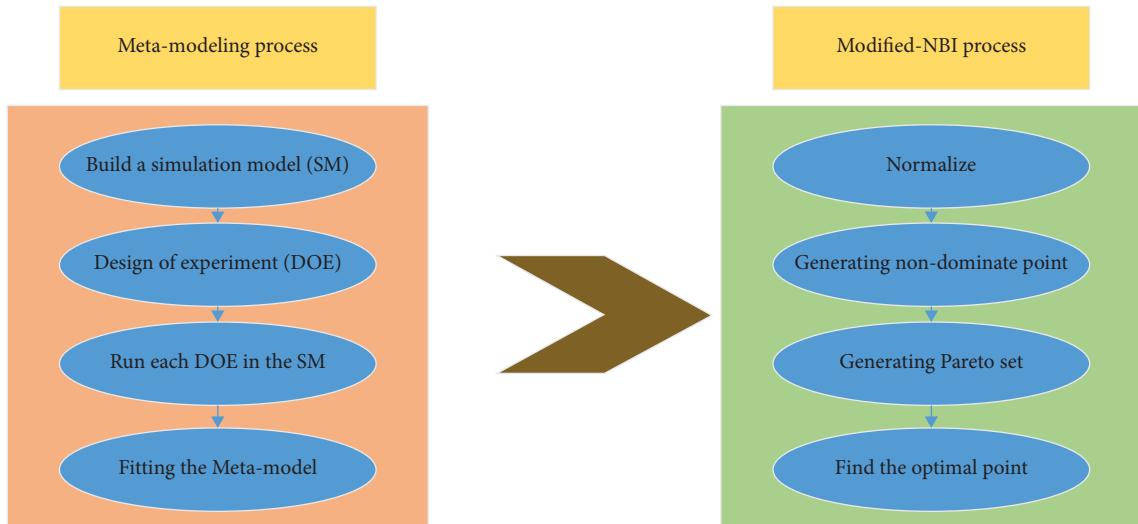 Meta-modeling process
Build a simulation model (SM)
Design of experiment (DOE)
Run each DOE in the SM
Fitting the Meta-model
Modified-NBI process
Normalize
Generating non-dominate point
Generating Pareto set
Find the optimal point